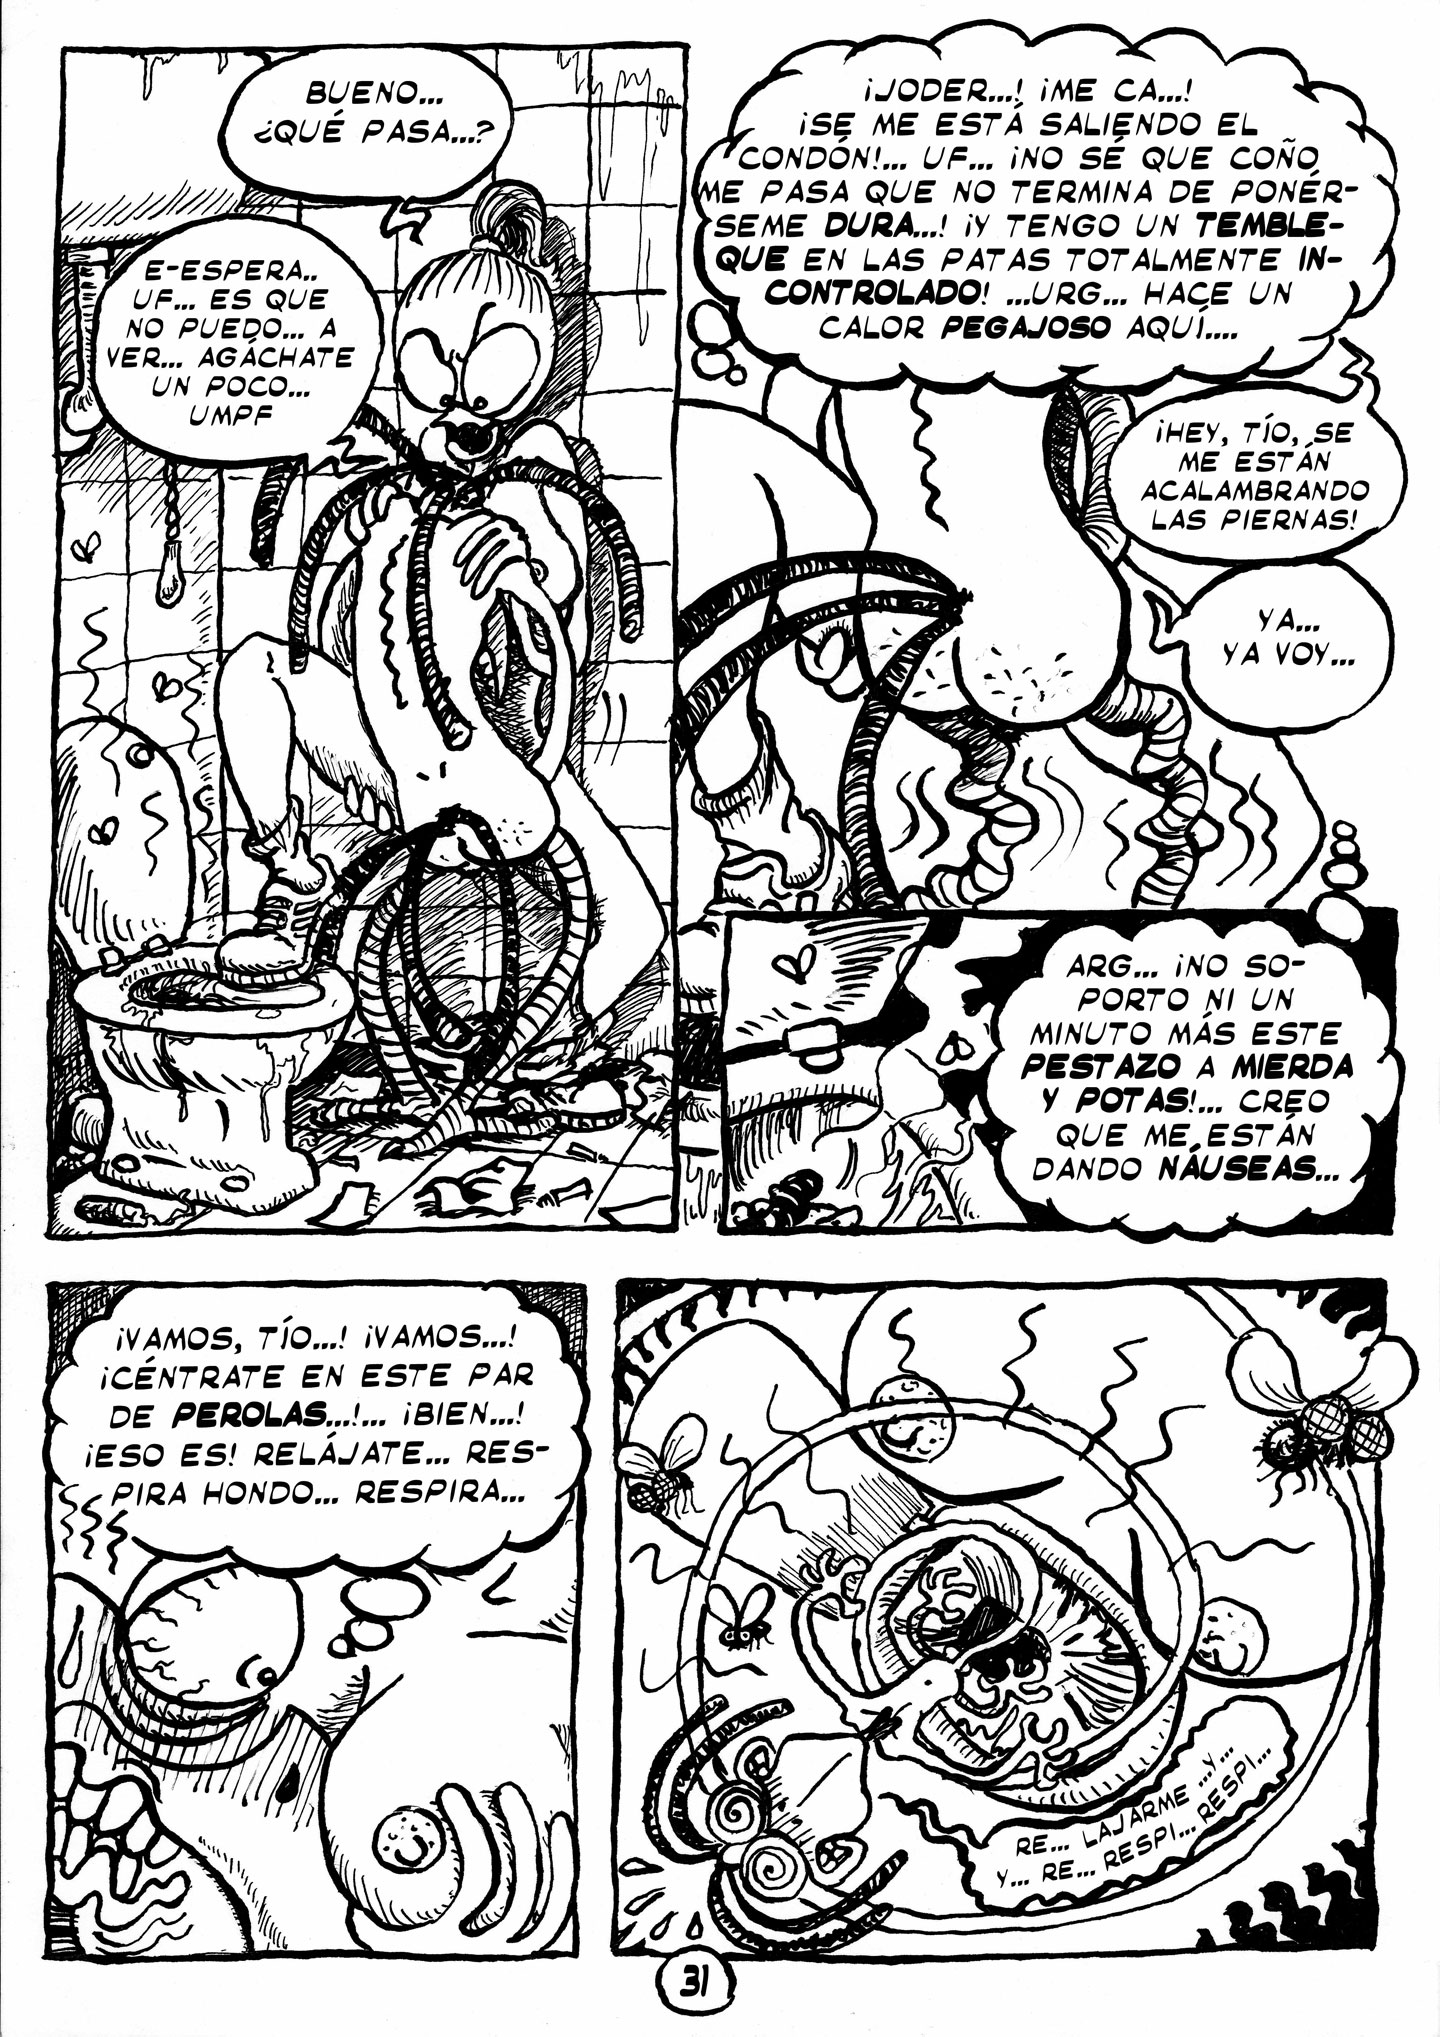 BUENO...
¿QUÉ PASA...?
E-ESPERA..
UF... ES QUE
NO PUEDO... A
VER... AGÁCHATE
UN POCO...
UMPF
¡JODER...! ¡ME CA...!
¡SE ME ESTÁ SALIENDO EL
CONDÓN!... UF... ¡NO SÉ QUE COÑO
ME PASA QUE NO TERMINA DE PONÉR-
SEME DURA...! ¡Y TENGO UN TEMBLE-
QUE EN LAS PATAS TOTALMENTE IN-
CONTROLADO! ...URG... HACE UN
CALOR PEGAJOSO AQUÍ....
¡HEY, TÍO, SE
ME ESTÁN
ACALAMBRANDO
LAS PIERNAS!
YA...
YA VOY...
ARG... ¡NO SO-
PORTO NI UN
MINUTO MÁS ESTE
PESTAZO A MIERDA
Y POTAS!... CREO
QUE ME ESTÁN
DANDO NÁUSEAS...
¡VAMOS, TÍO...! ¡VAMOS...!
¡CÉNTRATE EN ESTE PAR
DE PEROLAS...!... ¡BIEN...!
¡ESO ES! RELÁJATE... RES-
PIRA HONDO... RESPIRA...
RE... LAJARME ...Y...
Y... RE... RESPI... RESPI...
31